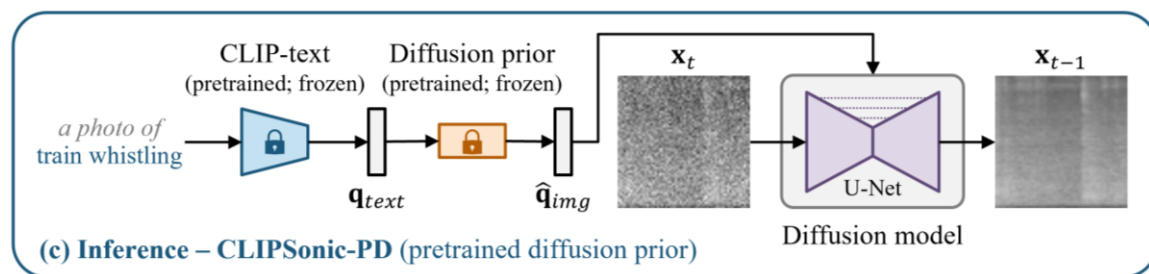 CLIP-text
(pretrained; frozen)
Diffusion prior
(pretrained; frozen)
a photo of
train whistling
q_text
q̂_img
x_t
U-Net
Diffusion model
x_{t−1}
(c) Inference – CLIPSonic-PD (pretrained diffusion prior)